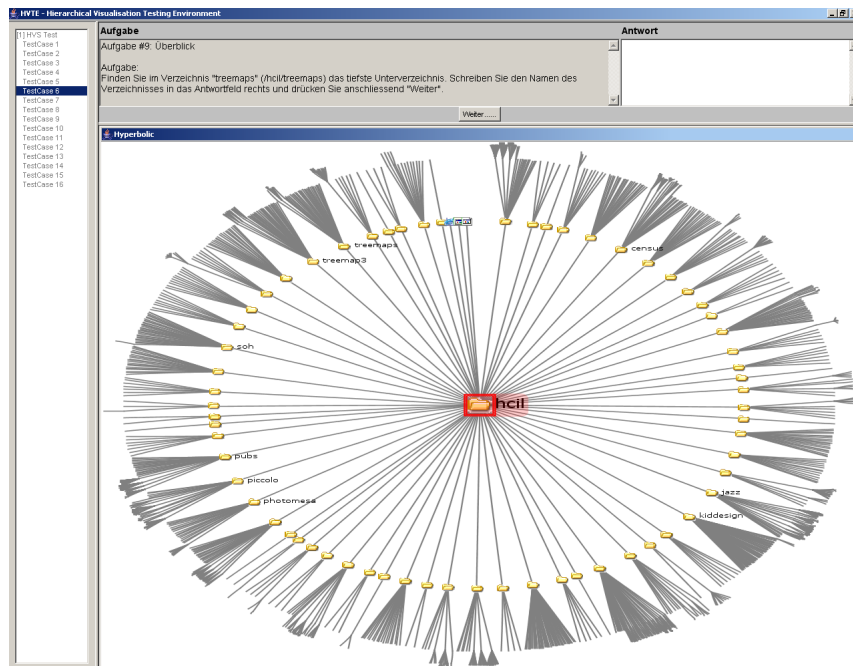 HVTE - Hierarchical Visualisation Testing Environment
[1] HVS Test
TestCase 1
TestCase 2
TestCase 3
TestCase 4
TestCase 5
TestCase 6
TestCase 7
TestCase 8
TestCase 9
TestCase 10
TestCase 11
TestCase 12
TestCase 13
TestCase 14
TestCase 15
TestCase 16
Aufgabe
Antwort
Aufgabe #9: Überblick
Aufgabe:
Finden Sie im Verzeichnis "treemaps" (/hcil/treemaps) das tiefste Unterverzeichnis. Schreiben Sie den Namen des
Verzeichnisses in das Antwortfeld rechts und drücken Sie anschliessend "Weiter".
Weiter......
Hyperbolic
treemaps
census
treemap3
soh
hcil
pubs
piccolo
jazz
photomesa
kiddesign